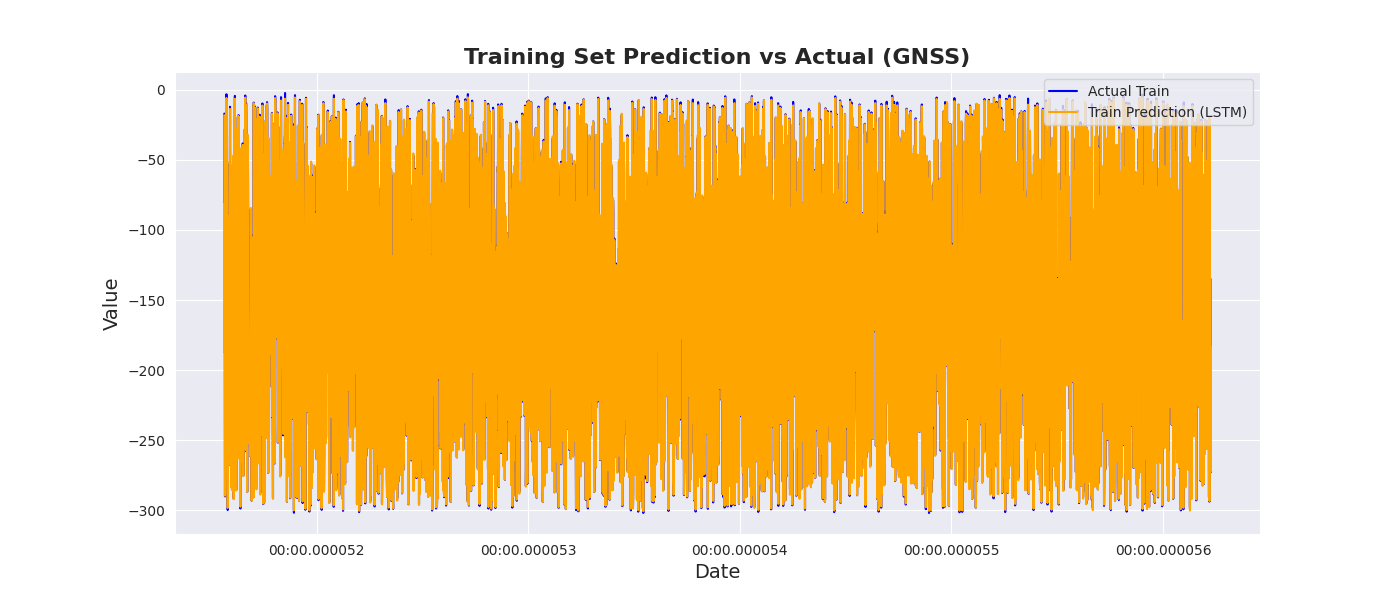 Training Set Prediction vs Actual (GNSS)
Actual Train
Train Prediction (LSTM)
Value
0
−50
−100
−150
−200
−250
−300
00:00.000052 00:00.000053 00:00.000054 00:00.000055 00:00.000056
Date